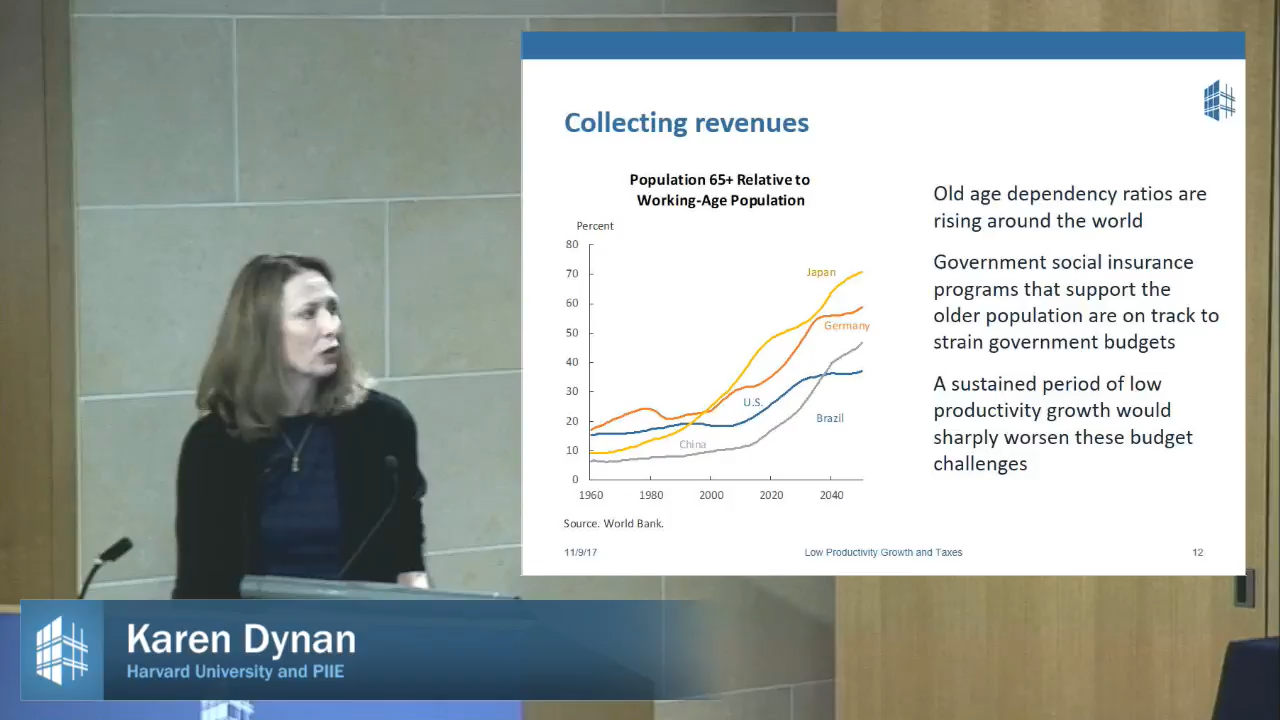 Collecting revenues
Population 65+ Relative to
Working-Age Population
Percent
80
70
60
50
40
30
20
10
0
Japan
Germany
U.S.
Brazil
China
1960
1980
2000
2020
2040
Source. World Bank.
Old age dependency ratios are
rising around the world
Government social insurance
programs that support the
older population are on track to
strain government budgets
A sustained period of low
productivity growth would
sharply worsen these budget
challenges
11/9/17
Low Productivity Growth and Taxes
12
Karen Dynan
Harvard University and PIIE